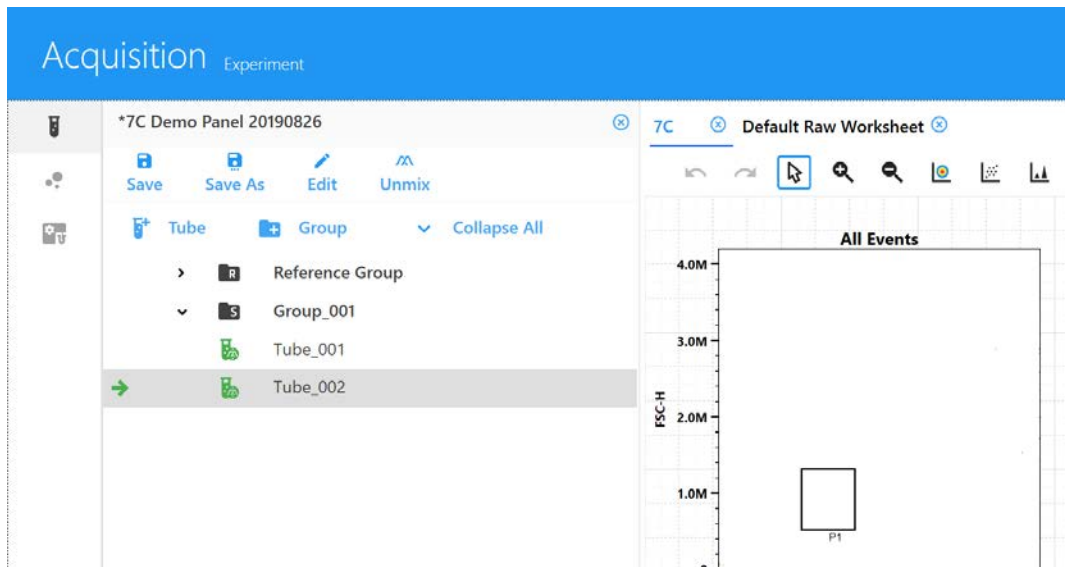 Acquisition Experiment
*7C Demo Panel 20190826
Save Save As Edit Unmix
Tube Group Collapse All
R Reference Group
S Group_001
Tube_001
Tube_002
7C Default Raw Worksheet
All Events
4.0M
3.0M
FSC-H
2.0M
1.0M
P1